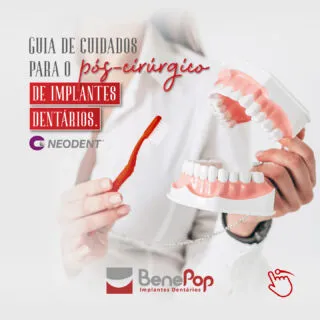 GUIA DE CUIDADOS
PARA O pós-cirúrgico
DE IMPLANTES
DENTÁRIOS.
NEODENT
BenePop
Implantes Dentários